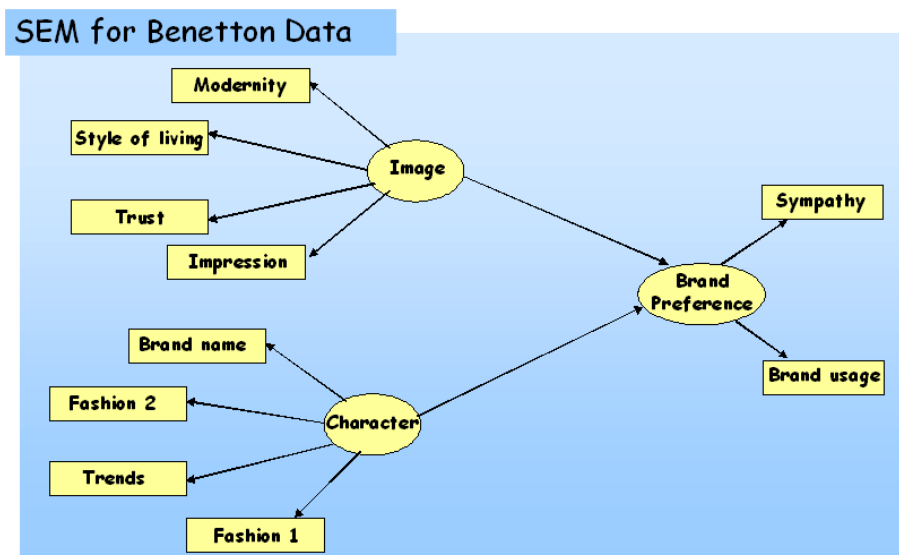 SEM for Benetton Data
Modernity
Style of living
Image
Trust
Sympathy
Impression
Brand
Preference
Brand name
Brand usage
Fashion 2
Character
Trends
Fashion 1